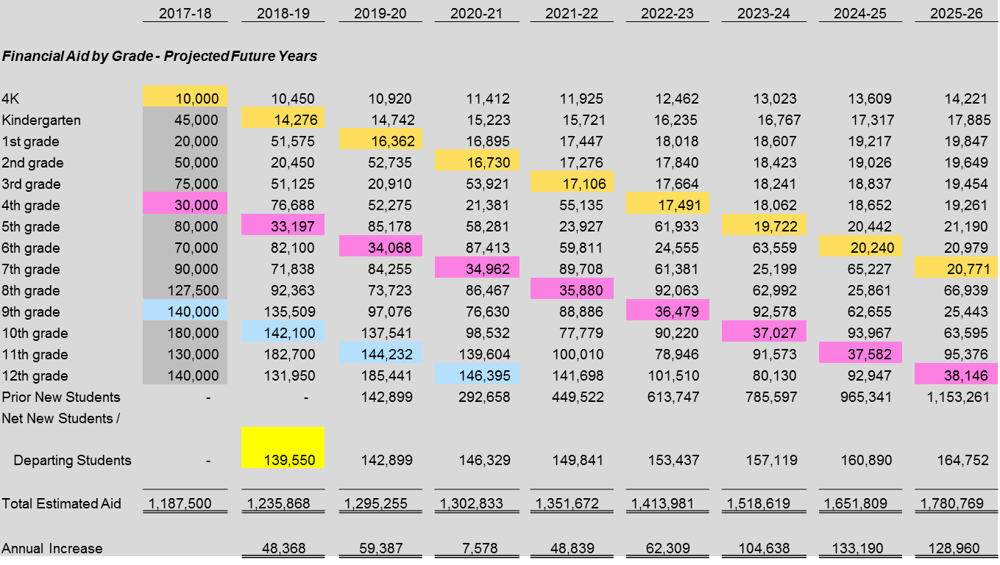 2017-18 2018-19 2019-20 2020-21 2021-22 2022-23 2023-24 2024-25 2025-26
Financial Aid by Grade - Projected Future Years
4K 10,000 10,450 10,920 11,412 11,925 12,462 13,023 13,609 14,221
Kindergarten 45,000 14,276 14,742 15,223 15,721 16,235 16,767 17,317 17,885
1st grade 20,000 51,575 16,362 16,895 17,447 18,018 18,607 19,217 19,847
2nd grade 50,000 20,450 52,735 16,730 17,276 17,840 18,423 19,026 19,649
3rd grade 75,000 51,125 20,910 53,921 17,106 17,664 18,241 18,837 19,454
4th grade 30,000 76,688 52,275 21,381 55,135 17,491 18,062 18,652 19,261
5th grade 80,000 33,197 85,178 58,281 23,927 61,933 19,722 20,442 21,190
6th grade 70,000 82,100 34,068 87,413 59,811 24,555 63,559 20,240 20,979
7th grade 90,000 71,838 84,255 34,962 89,708 61,381 25,199 65,227 20,771
8th grade 127,500 92,363 73,723 86,467 35,880 92,063 62,992 25,861 66,939
9th grade 140,000 135,509 97,076 76,630 88,886 36,479 92,578 62,655 25,443
10th grade 180,000 142,100 137,541 98,532 77,779 90,220 37,027 93,967 63,595
11th grade 130,000 182,700 144,232 139,604 100,010 78,946 91,573 37,582 95,376
12th grade 140,000 131,950 185,441 146,395 141,698 101,510 80,130 92,947 38,146
Prior New Students - - 142,899 292,658 449,522 613,747 785,597 965,341 1,153,261
Net New Students /
Departing Students - 139,550 142,899 146,329 149,841 153,437 157,119 160,890 164,752
Total Estimated Aid 1,187,500 1,235,868 1,295,255 1,302,833 1,351,672 1,413,981 1,518,619 1,651,809 1,780,769
Annual Increase 48,368 59,387 7,578 48,839 62,309 104,638 133,190 128,960